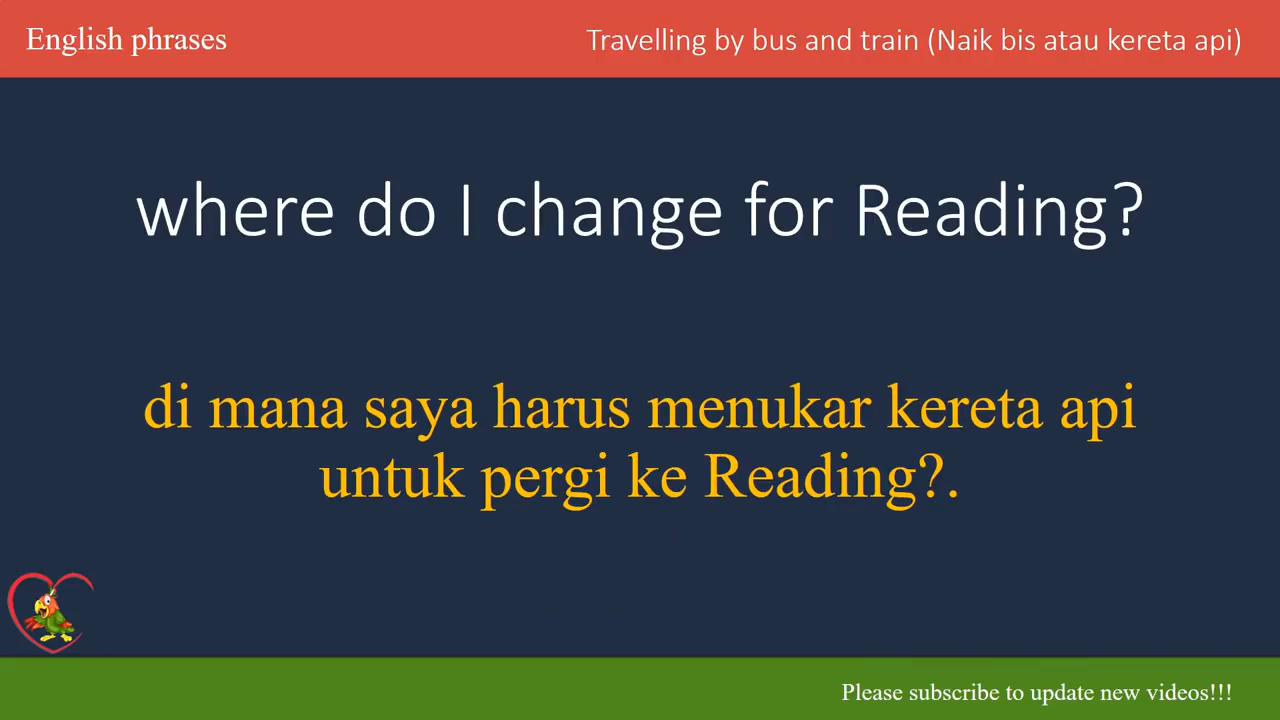 English phrases
Travelling by bus and train (Naik bis atau kereta api)
where do I change for Reading?
di mana saya harus menukar kereta api
untuk pergi ke Reading?.
Please subscribe to update new videos!!!